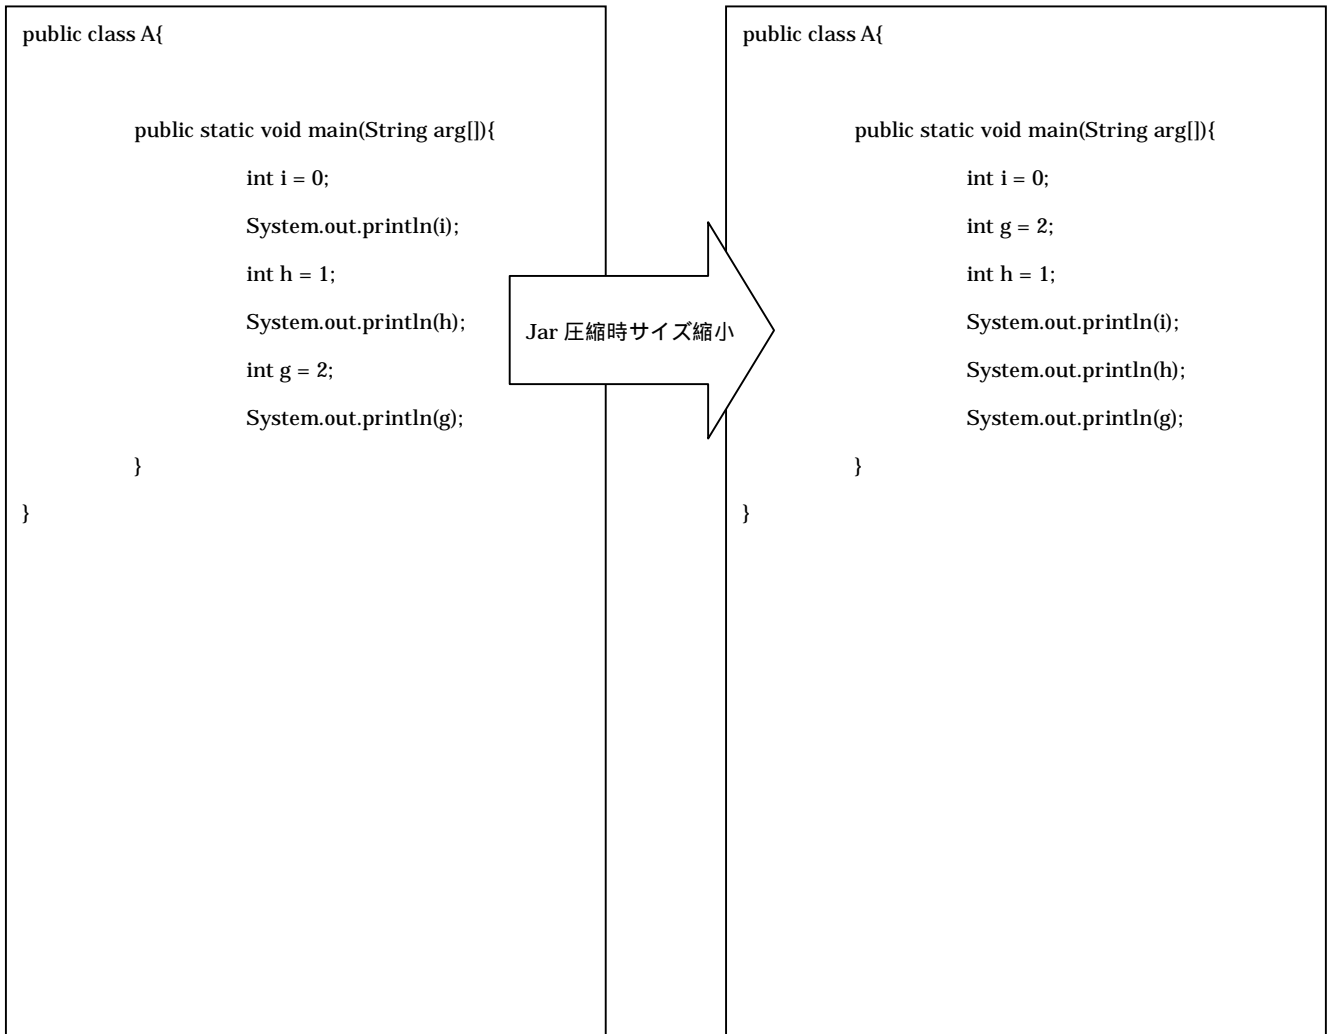 public class A{
public static void main(String arg[]){
int i = 0;
System.out.println(i);
int h = 1;
System.out.println(h);
int g = 2;
System.out.println(g);
}
}
Jar 圧縮時サイズ縮小
public class A{
public static void main(String arg[]){
int i = 0;
int g = 2;
int h = 1;
System.out.println(i);
System.out.println(h);
System.out.println(g);
}
}